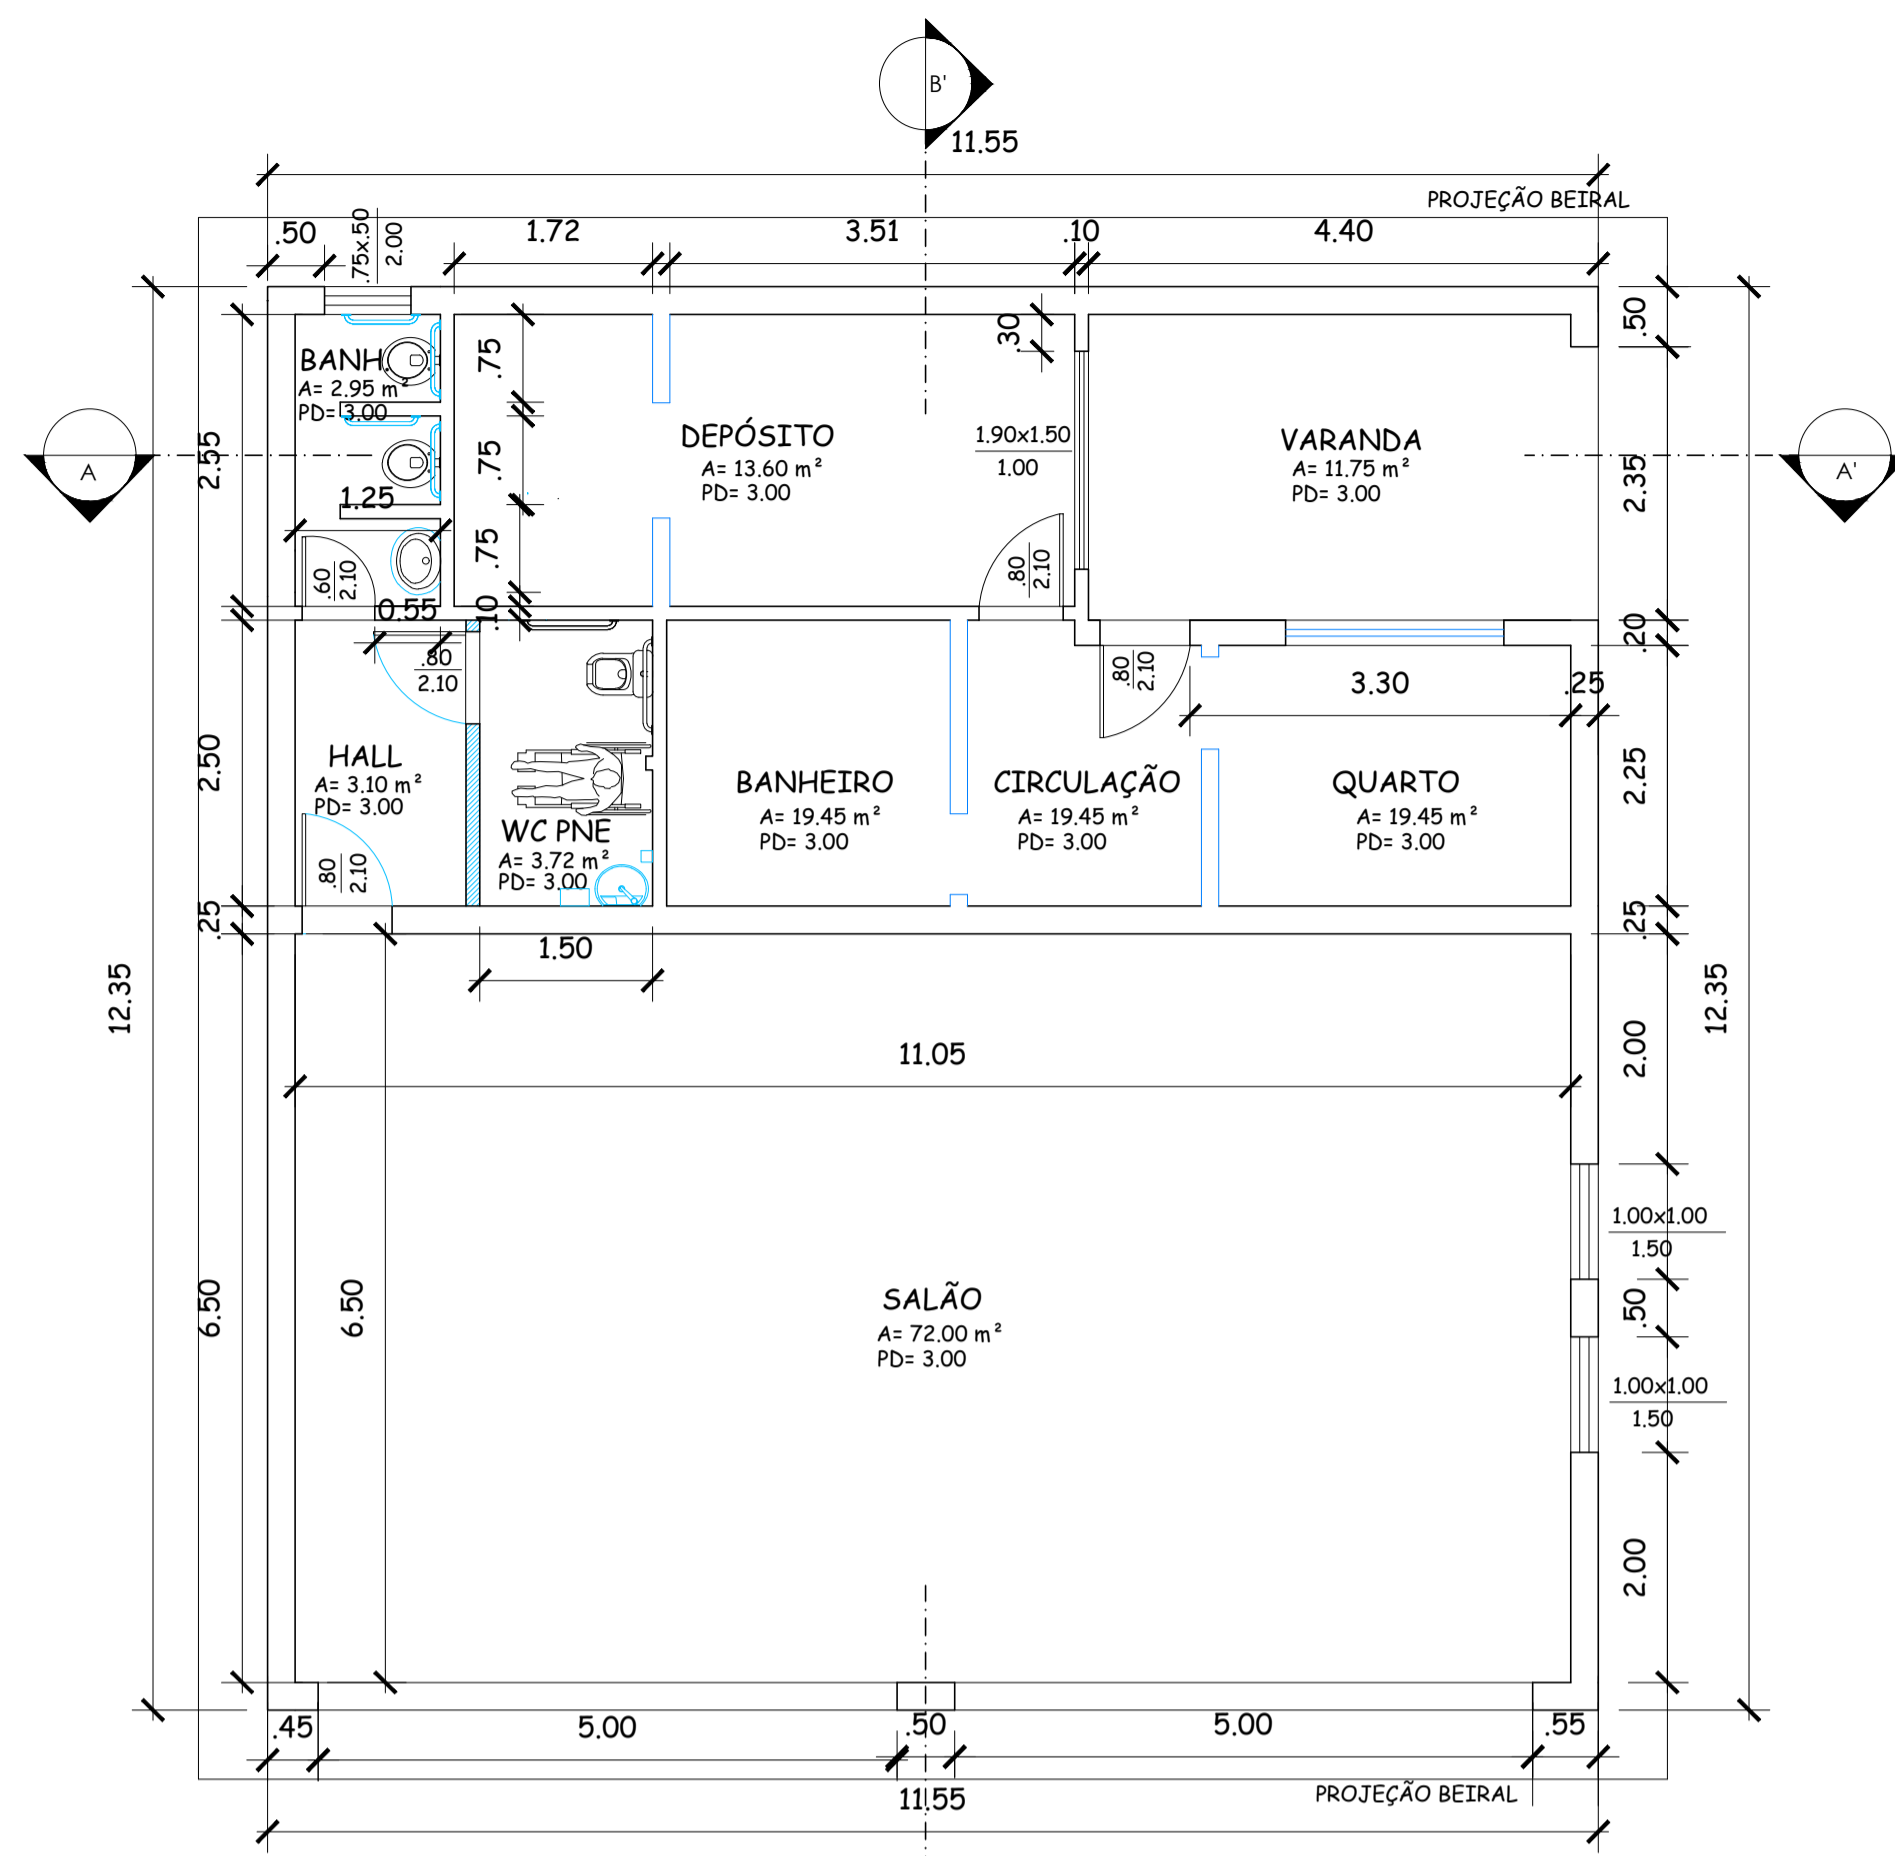 B'
11.55
PROJEÇÃO BEIRAL
.50
.75x.50
2.00
1.72
3.51
.10
4.40
.50
.30
.75
BANH
A= 2.95 m²
PD= 3.00
DEPÓSITO
A= 13.60 m²
PD= 3.00
1.90x1.50
1.00
VARANDA
A= 11.75 m²
PD= 3.00
A
A'
2.55
.75
2.35
1.25
.75
.60
2.10
.80
2.10
0.55
.10
.20
.80
2.10
.80
2.10
3.30
.25
HALL
A= 3.10 m²
PD= 3.00
2.50
BANHEIRO
A= 19.45 m²
PD= 3.00
CIRCULAÇÃO
A= 19.45 m²
PD= 3.00
QUARTO
A= 19.45 m²
PD= 3.00
2.25
WC PNE
A= 3.72 m²
PD= 3.00
.80
2.10
.25
.25
1.50
12.35
12.35
11.05
2.00
1.00x1.00
1.50
6.50
6.50
SALÃO
A= 72.00 m²
PD= 3.00
.50
1.00x1.00
1.50
2.00
.45
5.00
.50
5.00
.55
11.55
PROJEÇÃO BEIRAL